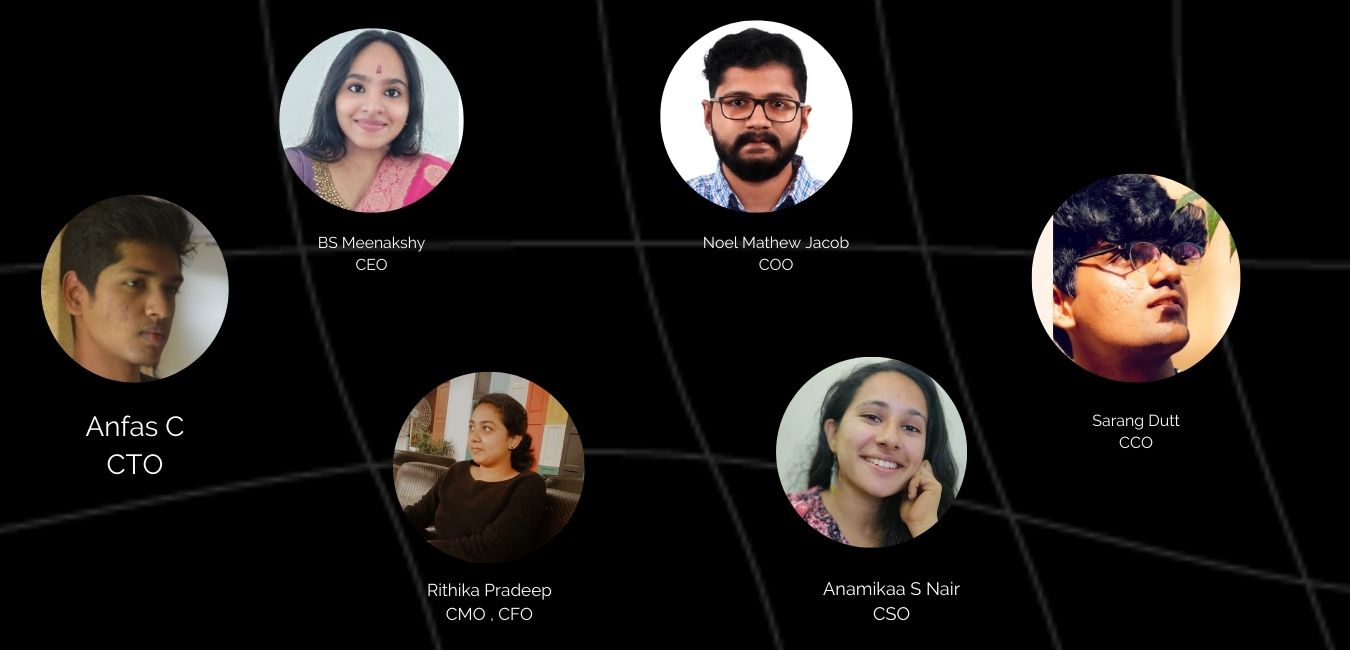 BS Meenakshy
CEO
Noel Mathew Jacob
COO
Anfas C
CTO
Sarang Dutt
CCO
Rithika Pradeep
CMO , CFO
Anamikaa S Nair
CSO